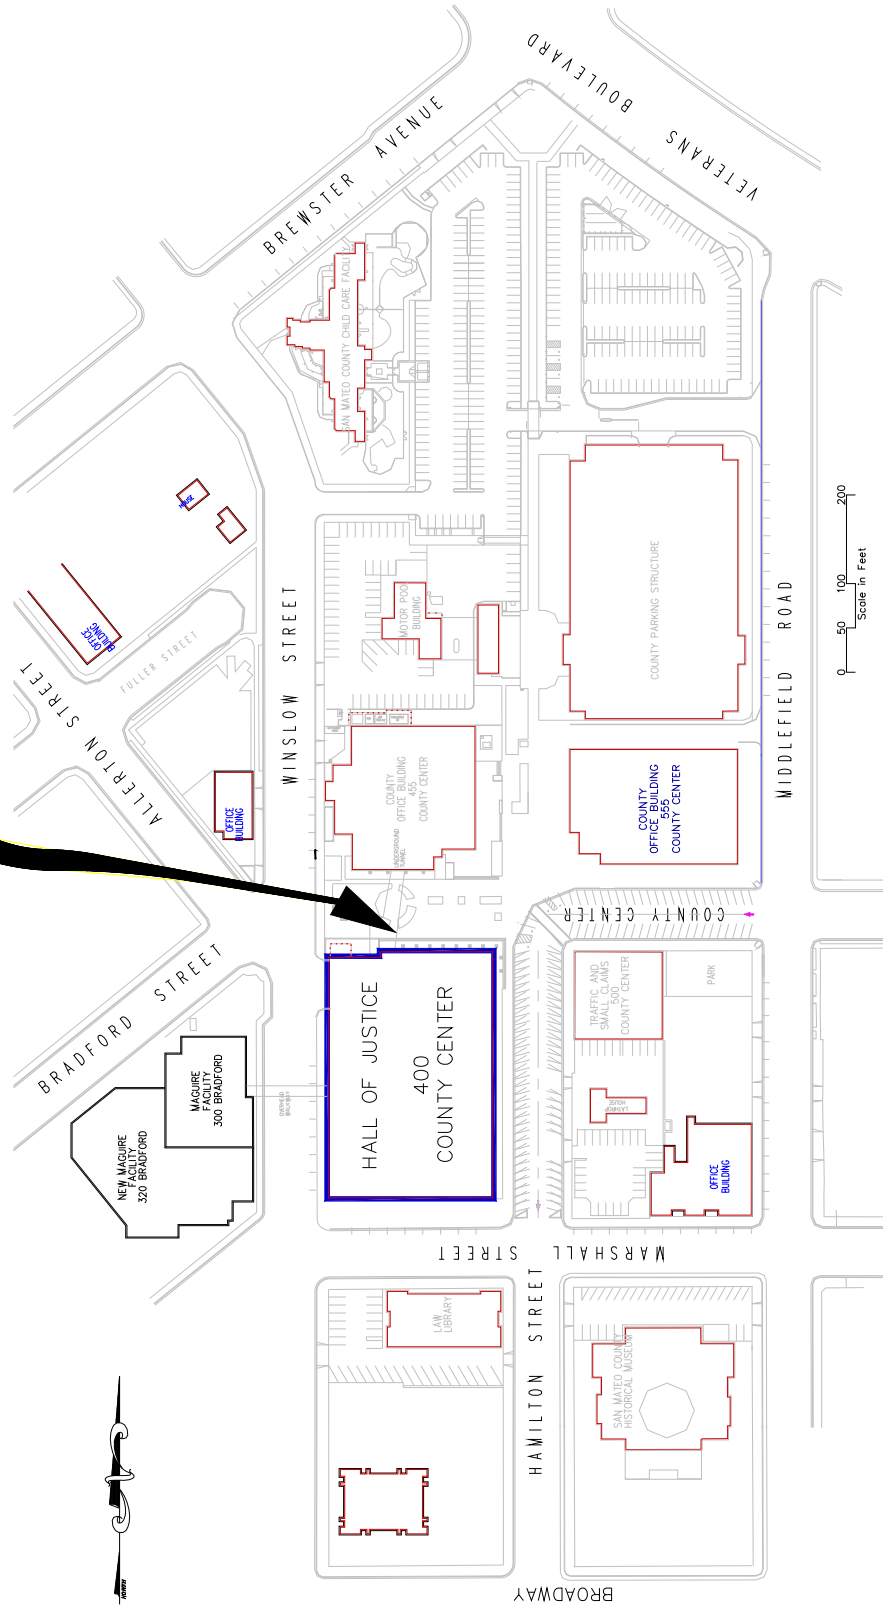 BOULEVARD
VETERANS
BREWSTER AVENUE
SAN MATEO COUNTY CHILD CARE FACILITY
HOUSE
OFFICE
BUILDING
FULLER STREET
ALLERTON STREET
WINSLOW STREET
MOTOR POOL
BUILDING
COUNTY PARKING STRUCTURE
MIDDLEFIELD ROAD
0
50
100
200
Scale in Feet
OFFICE
BUILDING
COUNTY
OFFICE BUILDING
455
COUNTY CENTER
UNDERGROUND
TUNNEL
COUNTY
OFFICE BUILDING
555
COUNTY CENTER
COUNTY CENTER
BRADFORD STREET
HALL OF JUSTICE
400
COUNTY CENTER
TRAFFIC AND
SMALL CLAIMS
500
COUNTY CENTER
PARK
MAGUIRE
FACILITY
300 BRADFORD
NEW MAGUIRE
FACILITY
320 BRADFORD
OVERHEAD
WALKWAY
LATHROP
HOUSE
OFFICE
BUILDING
MARSHALL STREET
LAW
LIBRARY
HAMILTON STREET
SAN MATEO COUNTY
HISTORICAL MUSEUM
BROADWAY